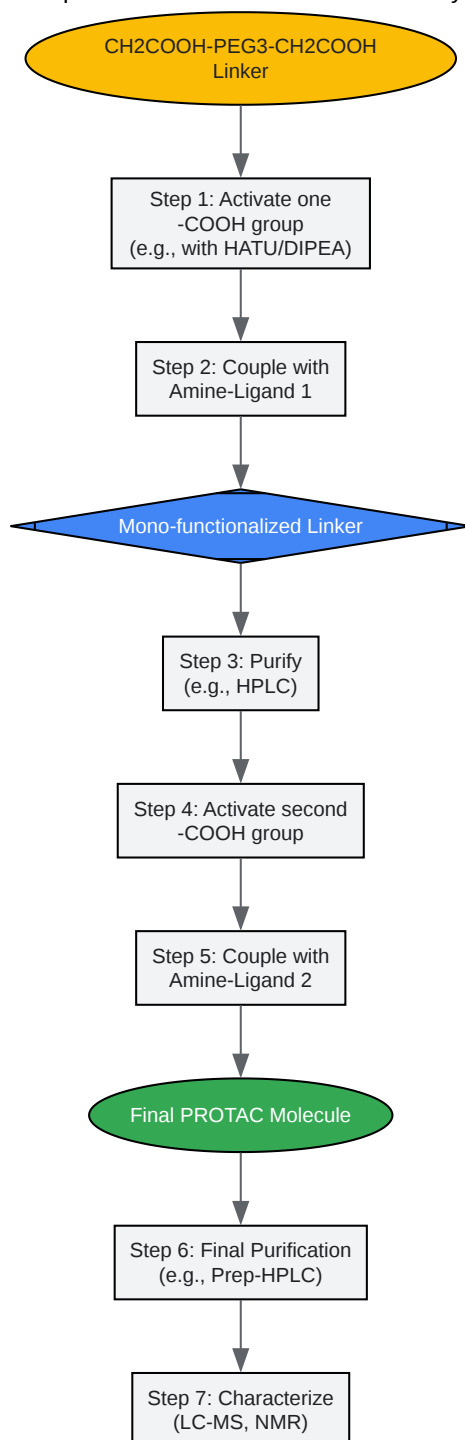 CH2COOH-PEG3-CH2COOH
Linker
Step 1: Activate one
-COOH group
(e.g., with HATU/DIPEA)
Step 2: Couple with
Amine-Ligand 1
Mono-functionalized Linker
Step 3: Purify
(e.g., HPLC)
Step 4: Activate second
-COOH group
Step 5: Couple with
Amine-Ligand 2
Final PROTAC Molecule
Step 6: Final Purification
(e.g., Prep-HPLC)
Step 7: Characterize
(LC-MS, NMR)